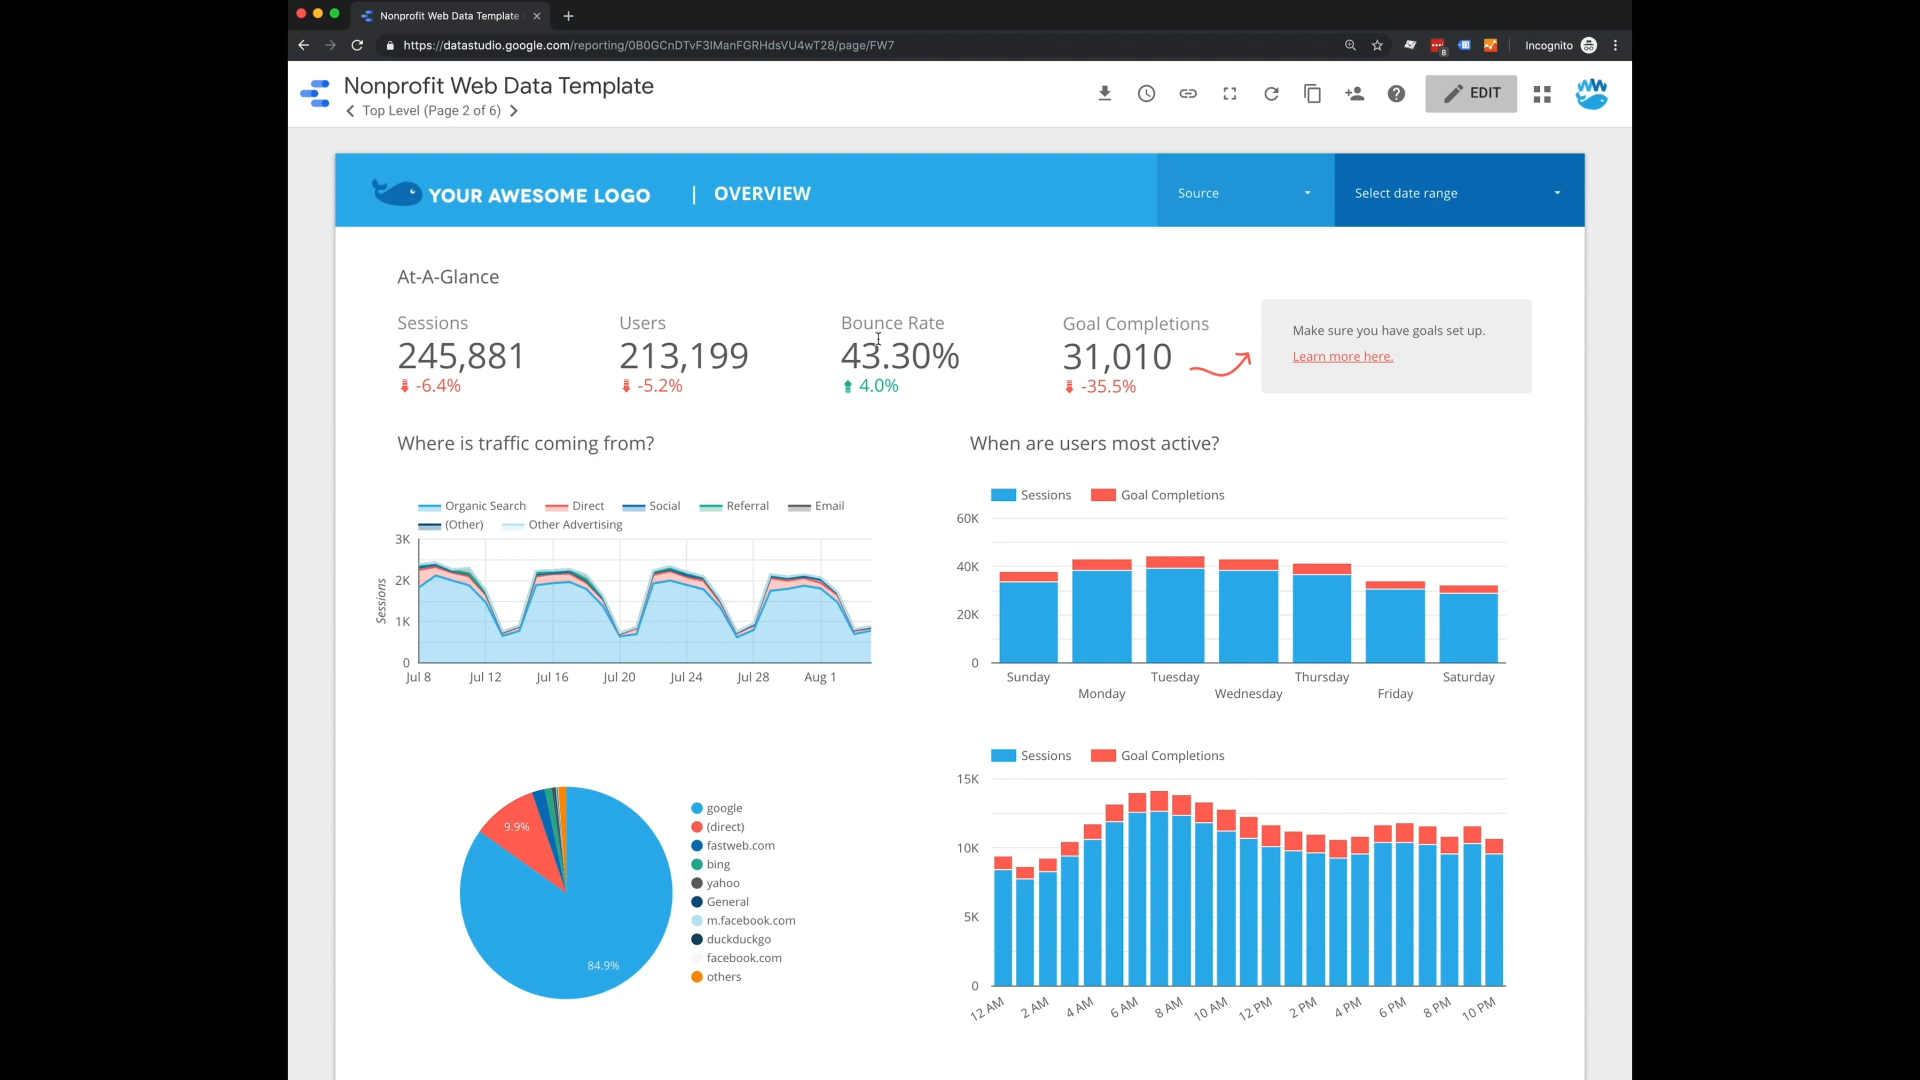 Nonprofit Web Data Template
https://datastudio.google.com/reporting/0B0GCnDTvF3IManFGRHdsVU4wT28/page/FW7
8
Incognito
Nonprofit Web Data Template
Top Level (Page 2 of 6)
EDIT
YOUR AWESOME LOGO | OVERVIEW
Source
Select date range
At-A-Glance
Sessions
245,881
-6.4%
Users
213,199
-5.2%
Bounce Rate
43.30%
4.0%
Goal Completions
31,010
-35.5%
Make sure you have goals set up.
Learn more here.
Where is traffic coming from?
Organic Search Direct Social Referral Email
(Other) Other Advertising
Sessions
3K
2K
1K
0
Jul 8 Jul 12 Jul 16 Jul 20 Jul 24 Jul 28 Aug 1
When are users most active?
Sessions Goal Completions
60K
40K
20K
0
Sunday Monday Tuesday Wednesday Thursday Friday Saturday
9.9%
84.9%
google
(direct)
fastweb.com
bing
yahoo
General
m.facebook.com
duckduckgo
facebook.com
others
Sessions Goal Completions
15K
10K
5K
0
12 AM 2 AM 4 AM 6 AM 8 AM 10 AM 12 PM 2 PM 4 PM 6 PM 8 PM 10 PM